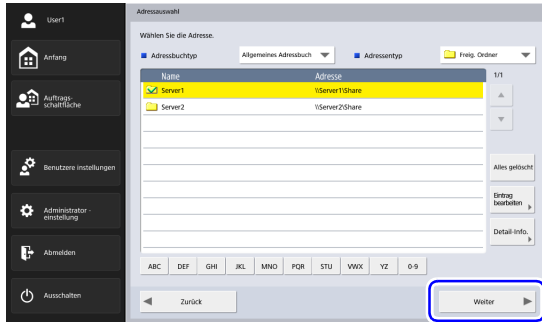 User1
Anfang
Auftrags-
schaltfläche
Benutzere instellungen
Administrator -
einstellung
Abmelden
Ausschalten
Adressauswahl
Wählen Sie die Adresse.
Adressbuchtyp
Allgemeines Adressbuch
Adressentyp
Freig. Ordner
Name Adresse
Server1 \\Server1\Share
Server2 \\Server2\Share
1/1
Alles gelöscht
Eintrag
bearbeiten
Detail-Info.
ABC DEF GHI JKL MNO PQR STU VWX YZ 0-9
Zurück
Weiter